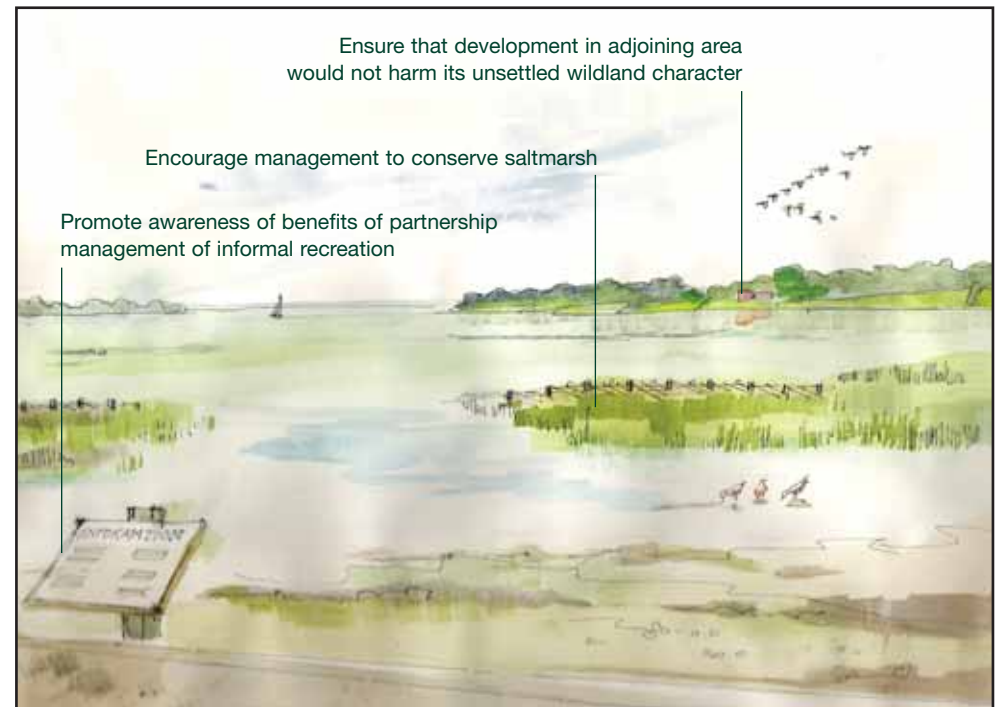 Ensure that development in adjoining area
would not harm its unsettled wildland character
Encourage management to conserve saltmarsh
Promote awareness of benefits of partnership
management of informal recreation